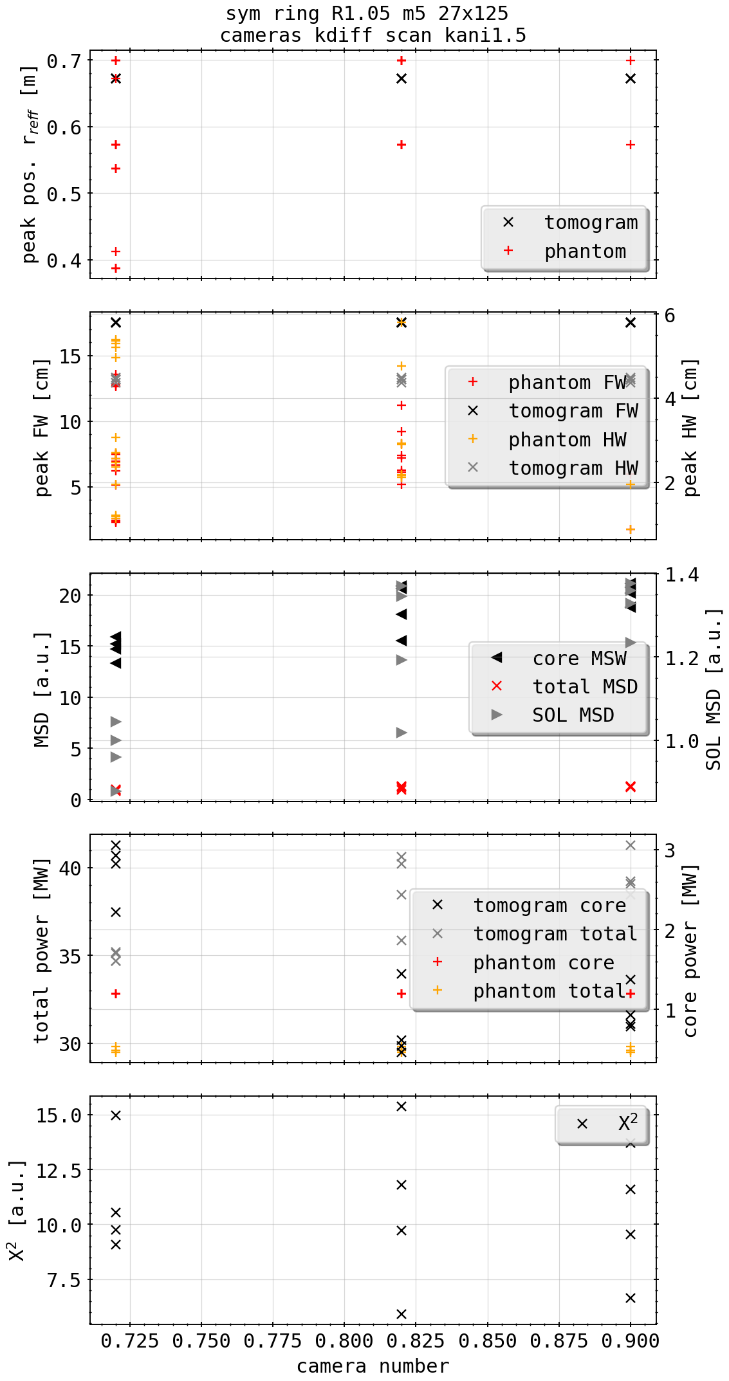 sym ring R1.05 m5 27x125
cameras kdiff scan kani1.5
peak pos. r_reff [m]
0.7
0.6
0.5
0.4
tomogram
phantom
peak FW [cm]
15
10
5
phantom FW
tomogram FW
phantom HW
tomogram HW
6
4
2
peak HW [cm]
MSD [a.u.]
20
15
10
5
0
core MSW
total MSD
SOL MSD
1.4
1.2
1.0
SOL MSD [a.u.]
total power [MW]
40
35
30
tomogram core
tomogram total
phantom core
phantom total
3
2
1
core power [MW]
X² [a.u.]
15.0
12.5
10.0
7.5
X²
0.725 0.750 0.775 0.800 0.825 0.850 0.875 0.900
camera number